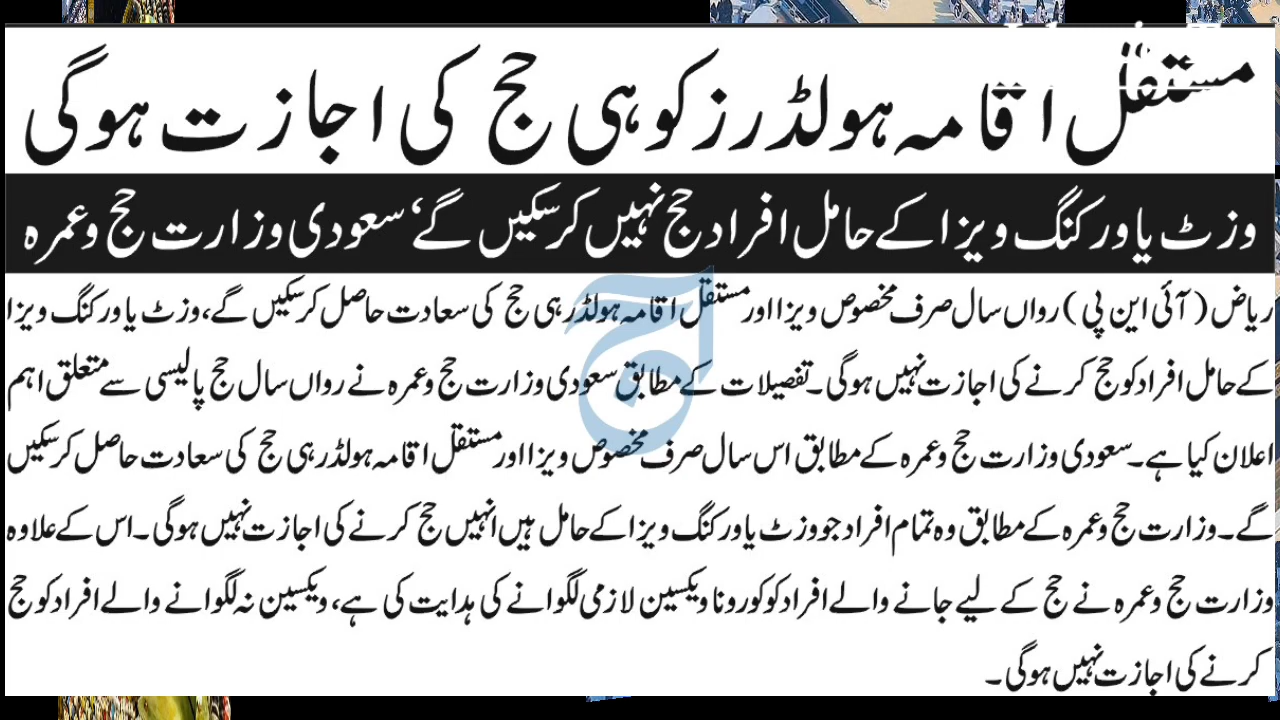 مستقل اقامہ ہولڈرز کو ہی حج کی اجازت ہوگی
وزٹ یا ورکنگ ویزا کے حامل افراد حج نہیں کرسکیں گے‘ سعودی وزارت حج وعمرہ
ریاض (آئی این پی) رواں سال صرف مخصوص ویزا اور مستقل اقامہ ہولڈر ہی حج کی سعادت حاصل کرسکیں گے، وزٹ یا ورکنگ ویزا
کے حامل افراد کو حج کرنے کی اجازت نہیں ہوگی۔ تفصیلات کے مطابق سعودی وزارت حج وعمرہ نے رواں سال حج پالیسی سے متعلق اہم
اعلان کیا ہے۔ سعودی وزارت حج وعمرہ کے مطابق اس سال صرف مخصوص ویزا اور مستقل اقامہ ہولڈر ہی حج کی سعادت حاصل کرسکیں
گے۔ وزارت حج وعمرہ کے مطابق وہ تمام افراد جو وزٹ یا ورکنگ ویزا کے حامل ہیں انہیں حج کرنے کی اجازت نہیں ہوگی۔ اس کے علاوہ
وزارت حج وعمرہ نے حج کے لیے جانے والے افراد کو کورونا ویکسین لازمی لگوانے کی ہدایت کی ہے، ویکسین نہ لگوانے والے افراد کو حج
کرنے کی اجازت نہیں ہوگی۔
آج